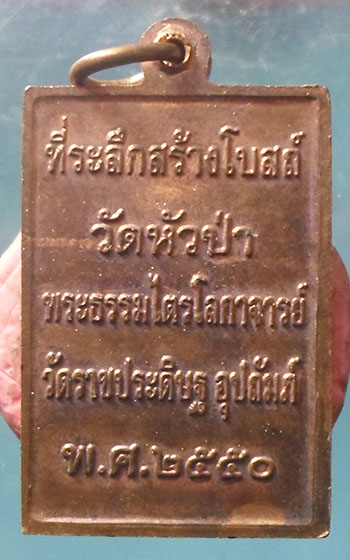 ที่ระลึกสร้างโบสถ์
วัดหัวป่า
พระธรรมไตรโลกาจารย์
วัดราชประดิษฐ อุปถัมภ์
พ.ศ.๒๕๕๐